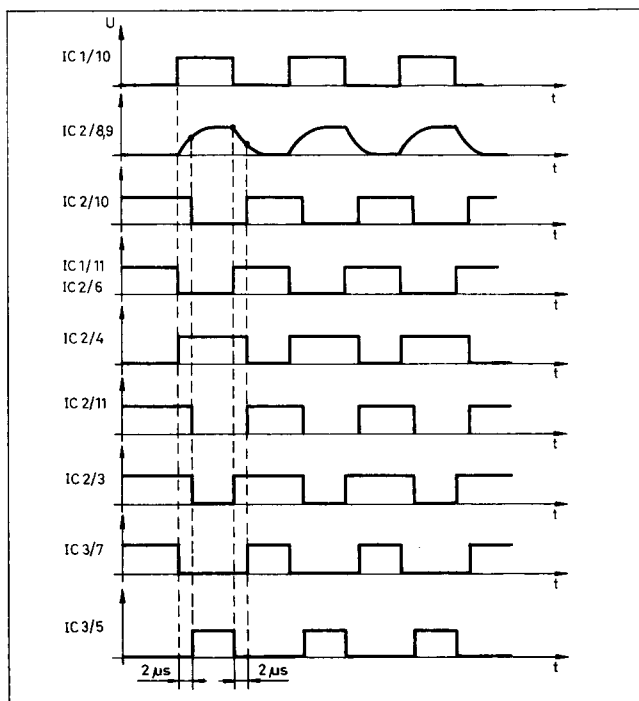 U
IC 1/10
t
IC 2/8,9
t
IC 2/10
t
IC 1/11
IC 2/6
t
IC 2/4
t
IC 2/11
t
IC 2/3
t
IC 3/7
t
IC 3/5
t
2 µs
2 µs